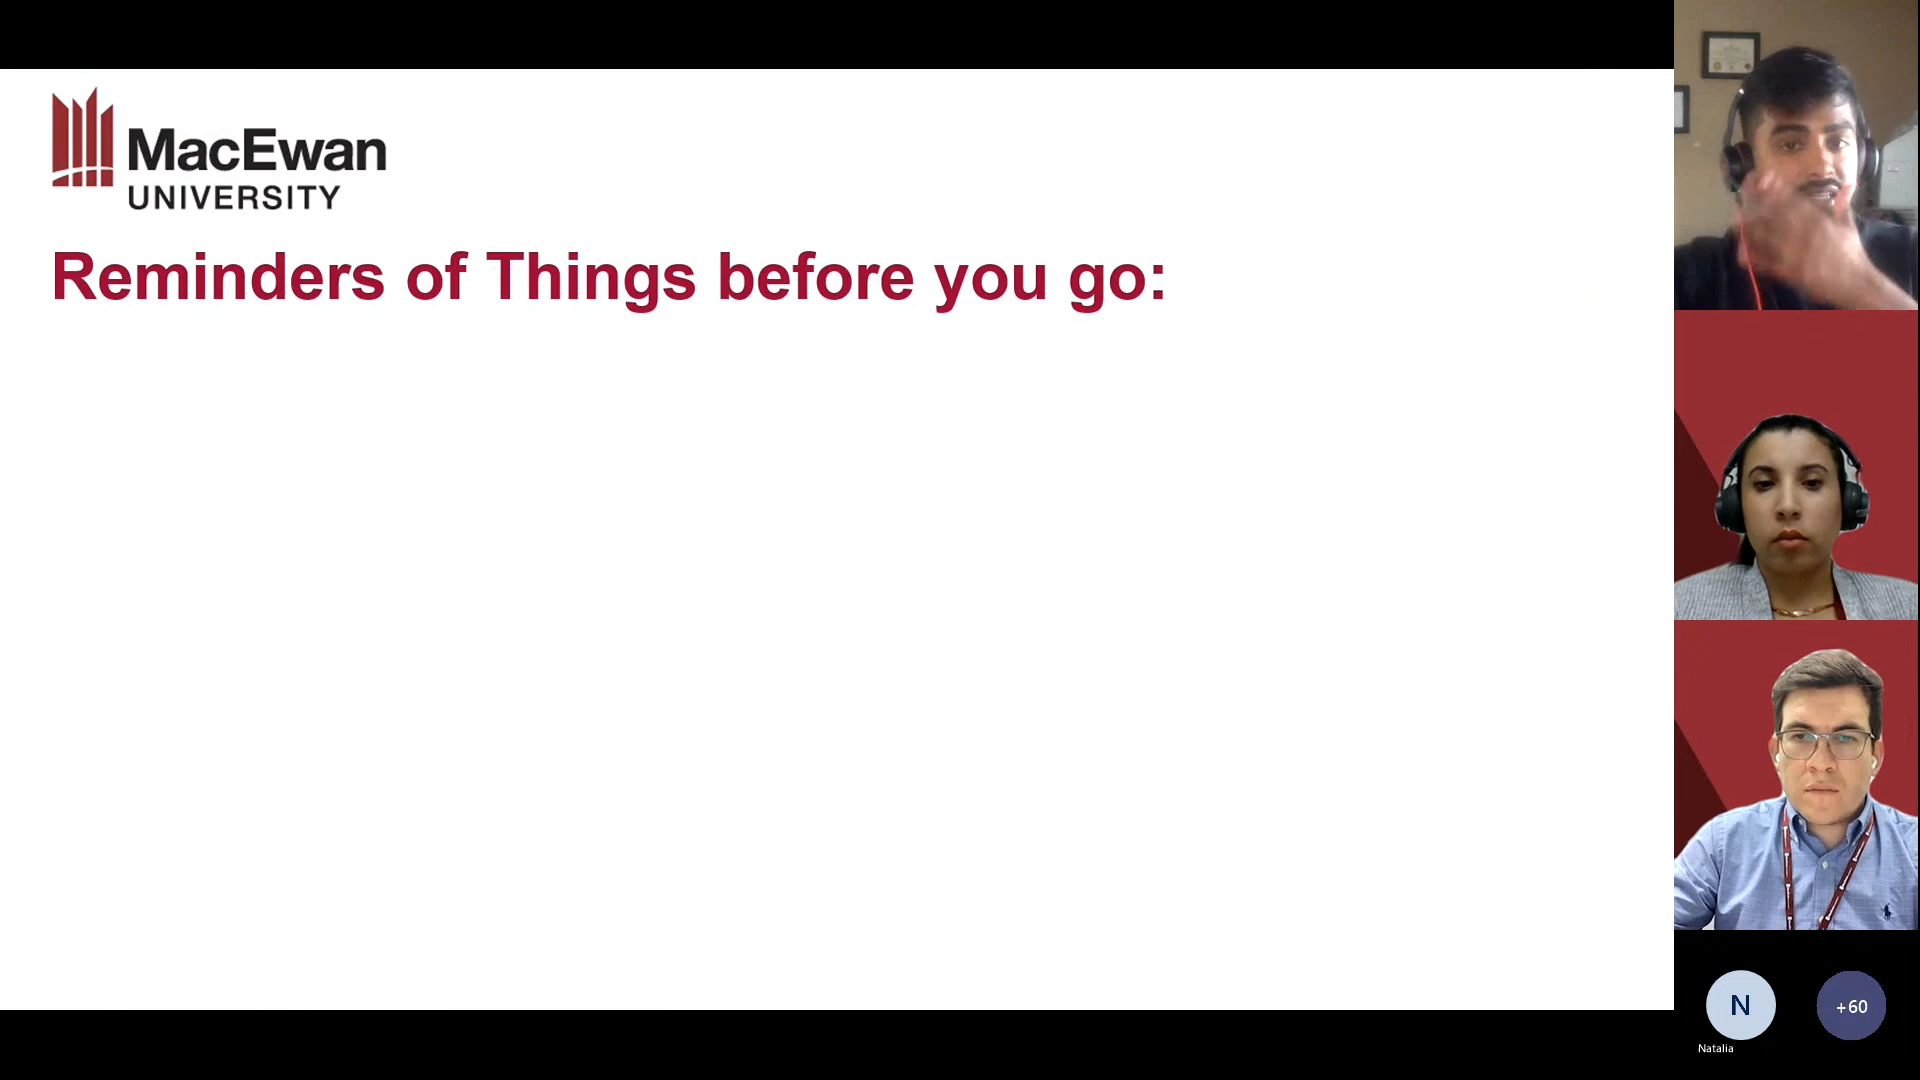 MacEwan
UNIVERSITY
Reminders of Things before you go:
N
+60
Natalia